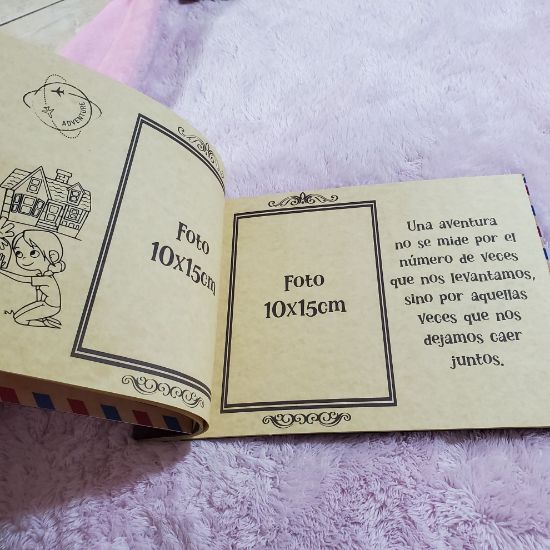 ADVENTURE
Foto
10x15cm
Foto
10x15cm
Una aventura
no se mide por el
número de veces
que nos levantamos,
sino por aquellas
veces que nos
dejamos caer
juntos.